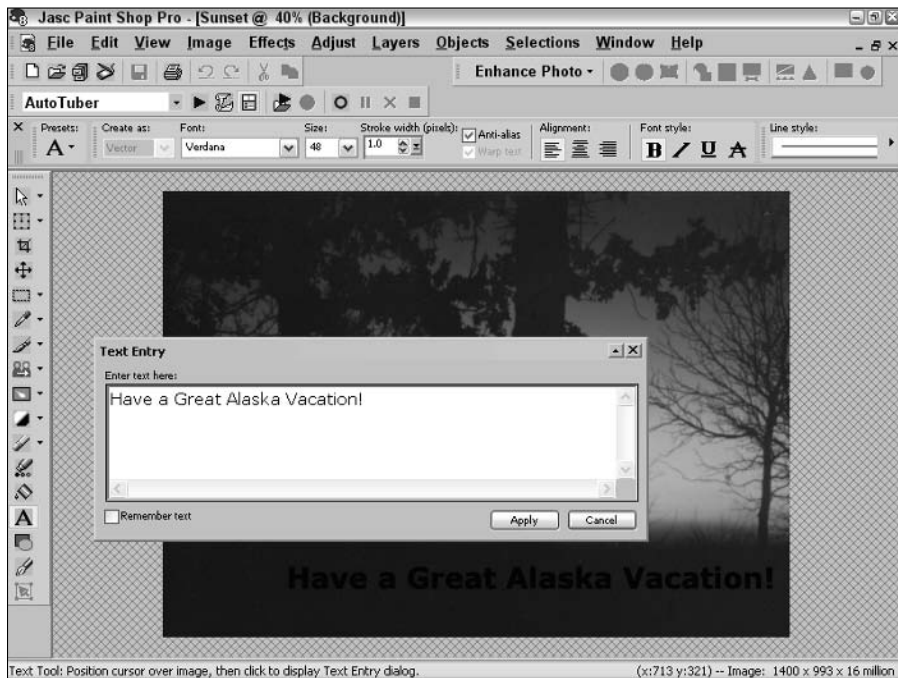 Jasc Paint Shop Pro - [Sunset @ 40% (Background)]
File Edit View Image Effects Adjust Layers Objects Selections Window Help
Enhance Photo
AutoTuber
Presets: Create as: Font: Size: Stroke width (pixels): Anti-alias Alignment: Font style: Line style:
A Vector Verdana 48 1.0 Warp text B I U A
Text Entry
Enter text here:
Have a Great Alaska Vacation!
Remember text Apply Cancel
A
Have a Great Alaska Vacation!
Text Tool: Position cursor over image, then click to display Text Entry dialog. (x:713 y:321) -- Image: 1400 x 993 x 16 million